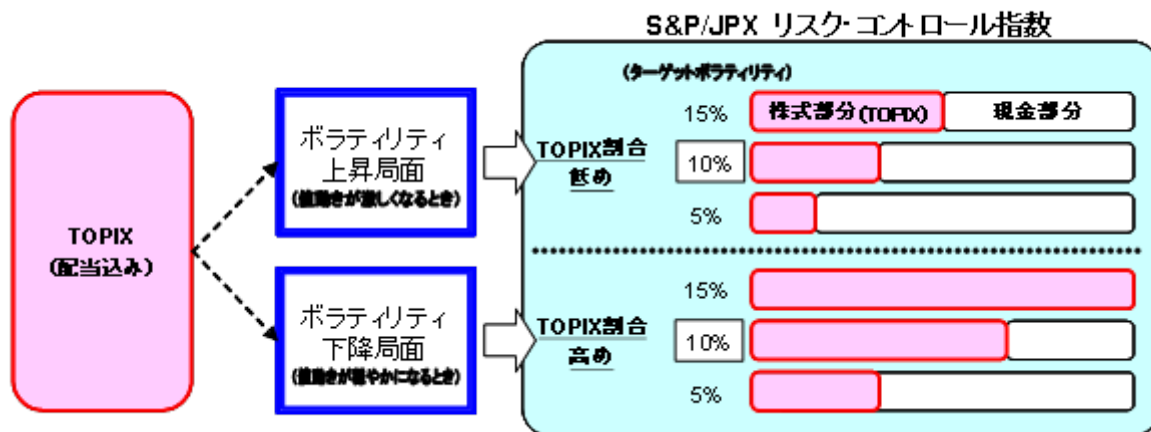 S&P/JPX リスク・コントロール指数
(ターゲットボラティリティ)
TOPIX
(配当込み)
ボラティリティ
上昇局面
(値動きが激しくなるとき)
TOPIX割合
低め
15%
株式部分(TOPIX)
現金部分
10%
5%
ボラティリティ
下降局面
(値動きが穏やかになるとき)
TOPIX割合
高め
15%
10%
5%